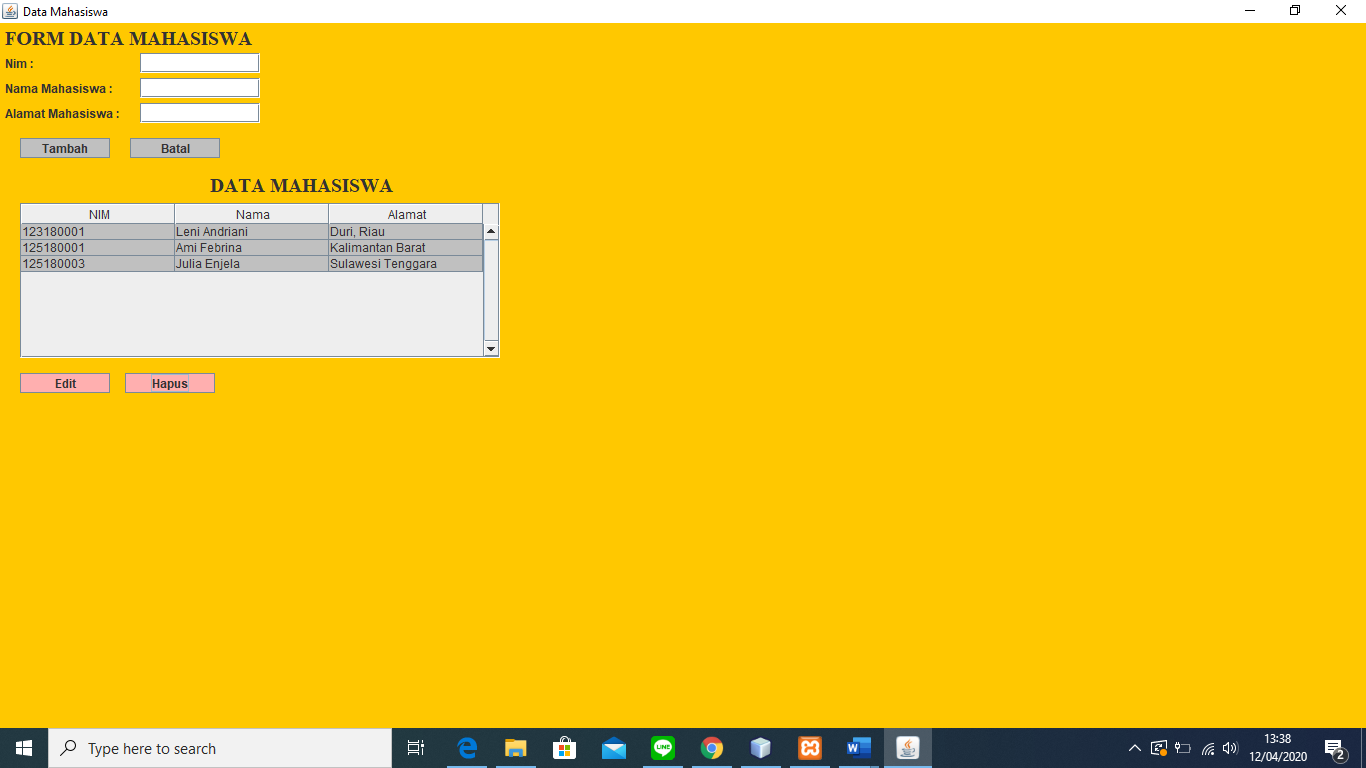 Data Mahasiswa
FORM DATA MAHASISWA
Nim :
Nama Mahasiswa :
Alamat Mahasiswa :
Tambah Batal
DATA MAHASISWA
NIM Nama Alamat
123180001 Leni Andriani Duri, Riau
125180001 Ami Febrina Kalimantan Barat
125180003 Julia Enjela Sulawesi Tenggara
Edit Hapus
Type here to search
LINE
13:38
12/04/2020
2